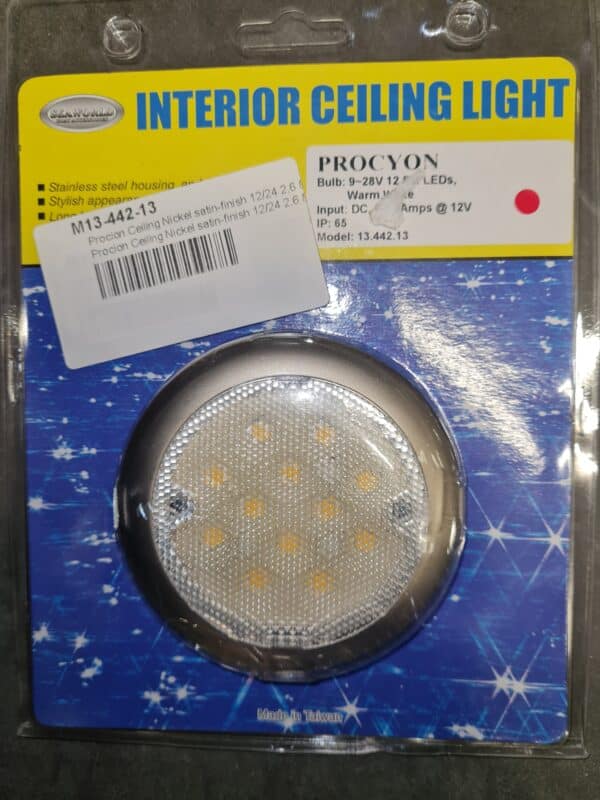 SEAWORLD
INTERIOR CEILING LIGHT
Stainless steel housing, an
Stylish appear
PROCYON
Bulb: 9~28V 12 LEDs,
Warm
Input: DC Amps @ 12V
IP: 65
Model: 13.442.13
M13-442-13
Procion Ceiling Nickel satin-finish 12/24 2.6
Procion Ceiling Nickel satin-finish 12/24 2.6
Made in Taiwan